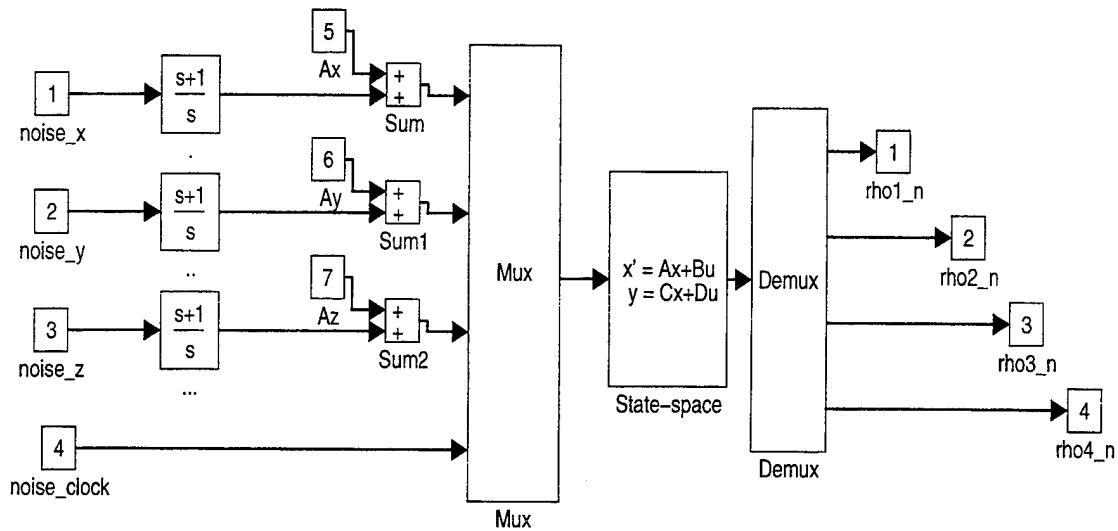 5
Ax
1
noise_x
s+1
s
.
+
+
Sum
6
Ay
2
noise_y
s+1
s
..
+
+
Sum1
7
Az
3
noise_z
s+1
s
...
+
+
Sum2
4
noise_clock
Mux
Mux
x' = Ax+Bu
y = Cx+Du
State-space
Demux
Demux
1
rho1_n
2
rho2_n
3
rho3_n
4
rho4_n